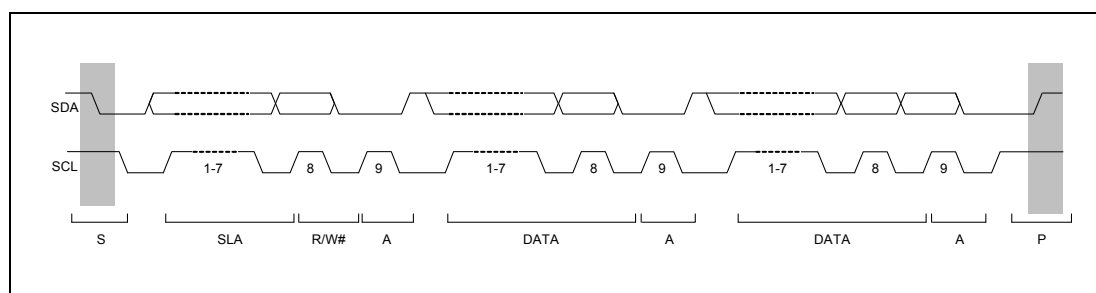 SDA
SCL
1-7 8 9 1-7 8 9 1-7 8 9
S SLA R/W# A DATA A DATA A P